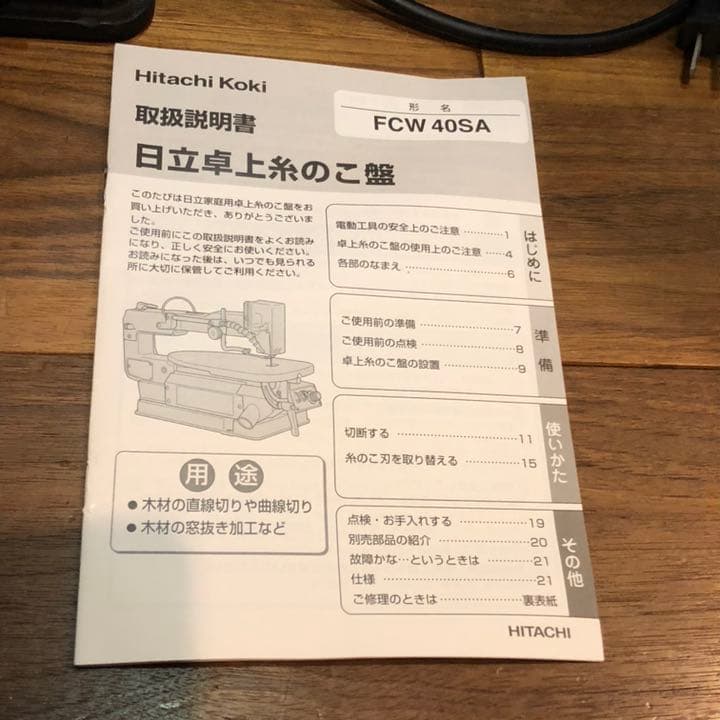 Hitachi Koki
形 名
FCW 40SA
取扱説明書
日立卓上糸のこ盤
このたびは日立家庭用卓上糸のこ盤をお
買い上げいただき、ありがとうございま
した。
ご使用前にこの取扱説明書をよくお読み
になり、正しく安全にお使いください。
お読みになった後は、いつでも見られる
所に大切に保管してご利用ください。
用途
● 木材の直線切りや曲線切り
● 木材の窓抜き加工など
はじめに
電動工具の安全上のご注意 ………… 1
卓上糸のこ盤の使用上のご注意 …… 4
各部のなまえ ………………………… 6
準備
ご使用前の準備 ……………………… 7
ご使用前の点検 ……………………… 8
卓上糸のこ盤の設置 ………………… 9
使いかた
切断する ……………………………… 11
糸のこ刃を取り替える ……………… 15
その他
点検・お手入れする ………………… 19
別売部品の紹介 ……………………… 20
故障かな…というときは …………… 21
仕様 …………………………………… 21
ご修理のときは ……………………… 裏表紙
HITACHI